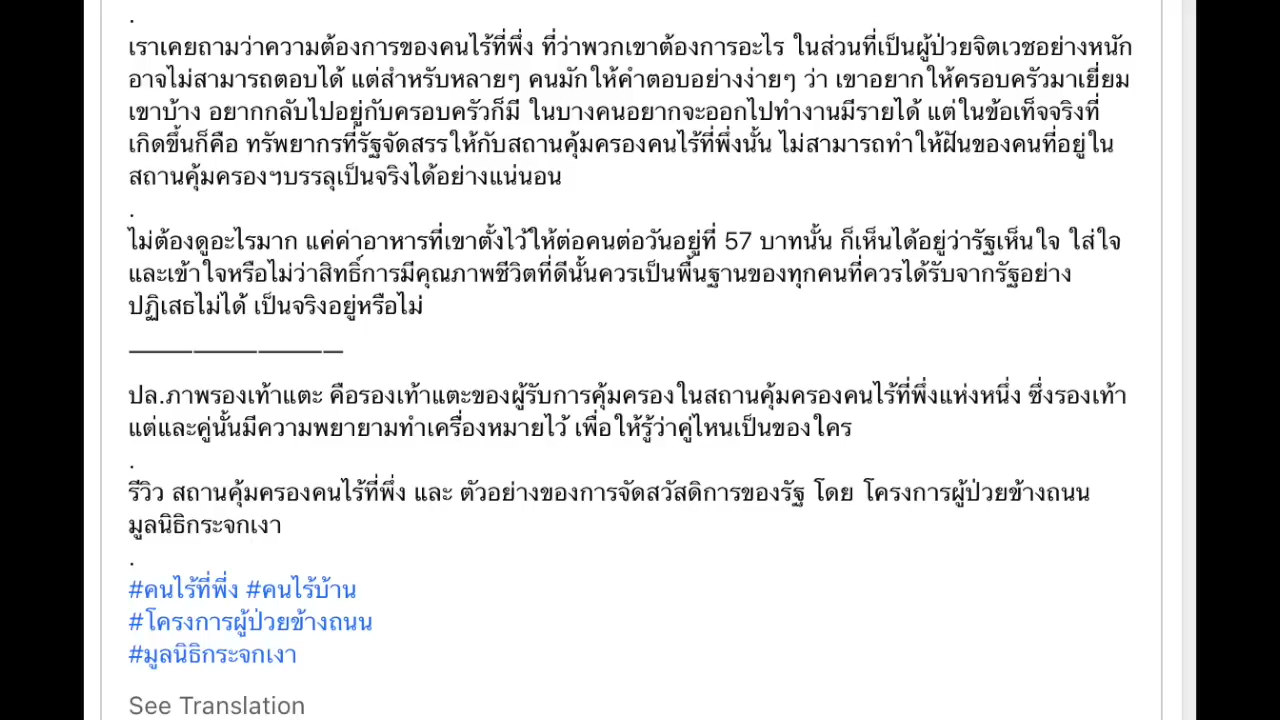 .
เราเคยถามว่าความต้องการของคนไร้ที่พึ่ง ที่ว่าพวกเขาต้องการอะไร ในส่วนที่เป็นผู้ป่วยจิตเวชอย่างหนัก
อาจไม่สามารถตอบได้ แต่สำหรับหลายๆ คนมักให้คำตอบอย่างง่ายๆ ว่า เขาอยากให้ครอบครัวมาเยี่ยม
เขาบ้าง อยากกลับไปอยู่กับครอบครัวก็มี ในบางคนอยากจะออกไปทำงานมีรายได้ แต่ในข้อเท็จจริงที่
เกิดขึ้นก็คือ ทรัพยากรที่รัฐจัดสรรให้กับสถานคุ้มครองคนไร้ที่พึ่งนั้น ไม่สามารถทำให้ฝันของคนที่อยู่ใน
สถานคุ้มครองฯบรรลุเป็นจริงได้อย่างแน่นอน
.
ไม่ต้องดูอะไรมาก แค่ค่าอาหารที่เขาตั้งไว้ให้ต่อคนต่อวันอยู่ที่ 57 บาทนั้น ก็เห็นได้อยู่ว่ารัฐเห็นใจ ใส่ใจ
และเข้าใจหรือไม่ว่าสิทธิ์การมีคุณภาพชีวิตที่ดีนั้นควรเป็นพื้นฐานของทุกคนที่ควรได้รับจากรัฐอย่าง
ปฏิเสธไม่ได้ เป็นจริงอยู่หรือไม่
——————————
ปล.ภาพรองเท้าแตะ คือรองเท้าแตะของผู้รับการคุ้มครองในสถานคุ้มครองคนไร้ที่พึ่งแห่งหนึ่ง ซึ่งรองเท้า
แต่และคู่นั้นมีความพยายามทำเครื่องหมายไว้ เพื่อให้รู้ว่าคู่ไหนเป็นของใคร
.
รีวิว สถานคุ้มครองคนไร้ที่พึ่ง และ ตัวอย่างของการจัดสวัสดิการของรัฐ โดย โครงการผู้ป่วยข้างถนน
มูลนิธิกระจกเงา
.
#คนไร้ที่พึ่ง #คนไร้บ้าน
#โครงการผู้ป่วยข้างถนน
#มูลนิธิกระจกเงา
See Translation